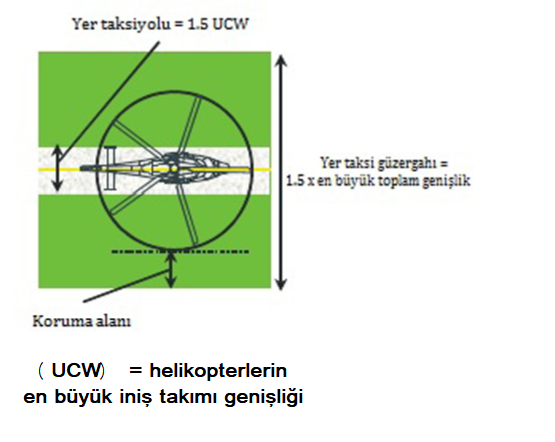 Yer taksiyolu = 1.5 UCW
Yer taksi güzergahı =
1.5 x en büyük toplam genişlik
Koruma alanı
( UCW) = helikopterlerin
en büyük iniş takımı genişliği